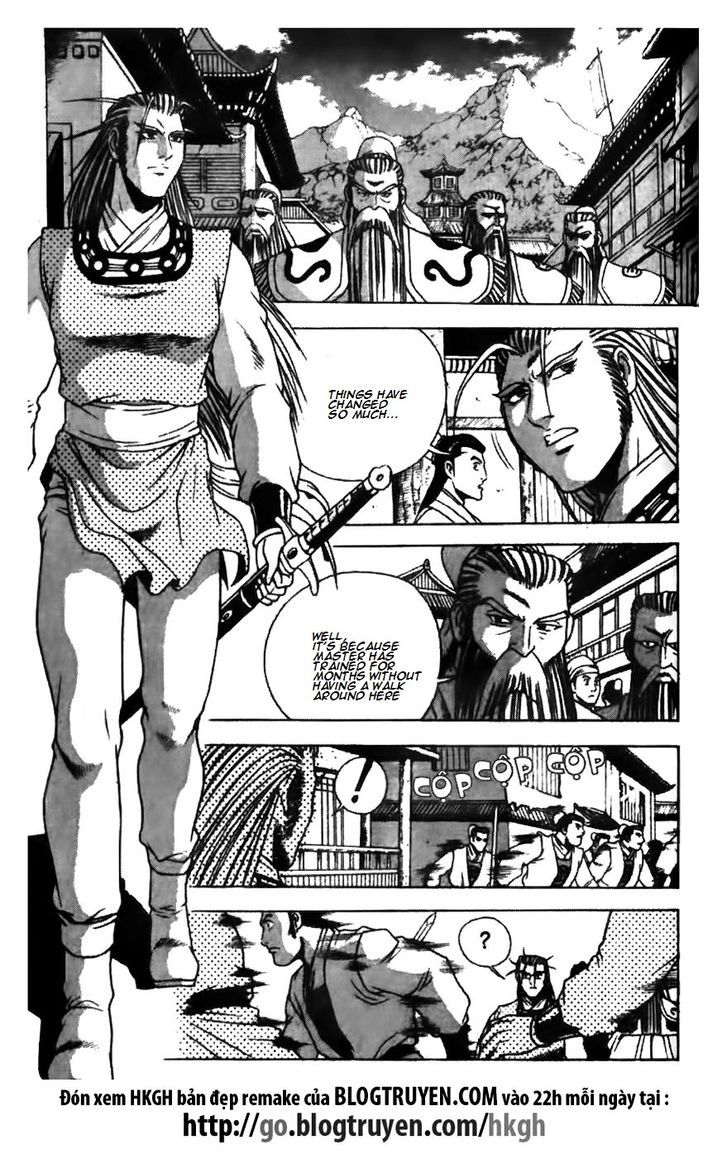 THINGS HAVE
CHANGED
SO MUCH...
WELL,
IT'S BECAUSE
MASTER HAS
TRAINED FOR
MONTHS WITHOUT
HAVING A WALK
AROUND HERE
!
CỘP CỘP CỘP
?
Đón xem HKGH bản đẹp remake của BLOGTRUYEN.COM vào 22h mỗi ngày tại :
http://go.blogtruyen.com/hkgh